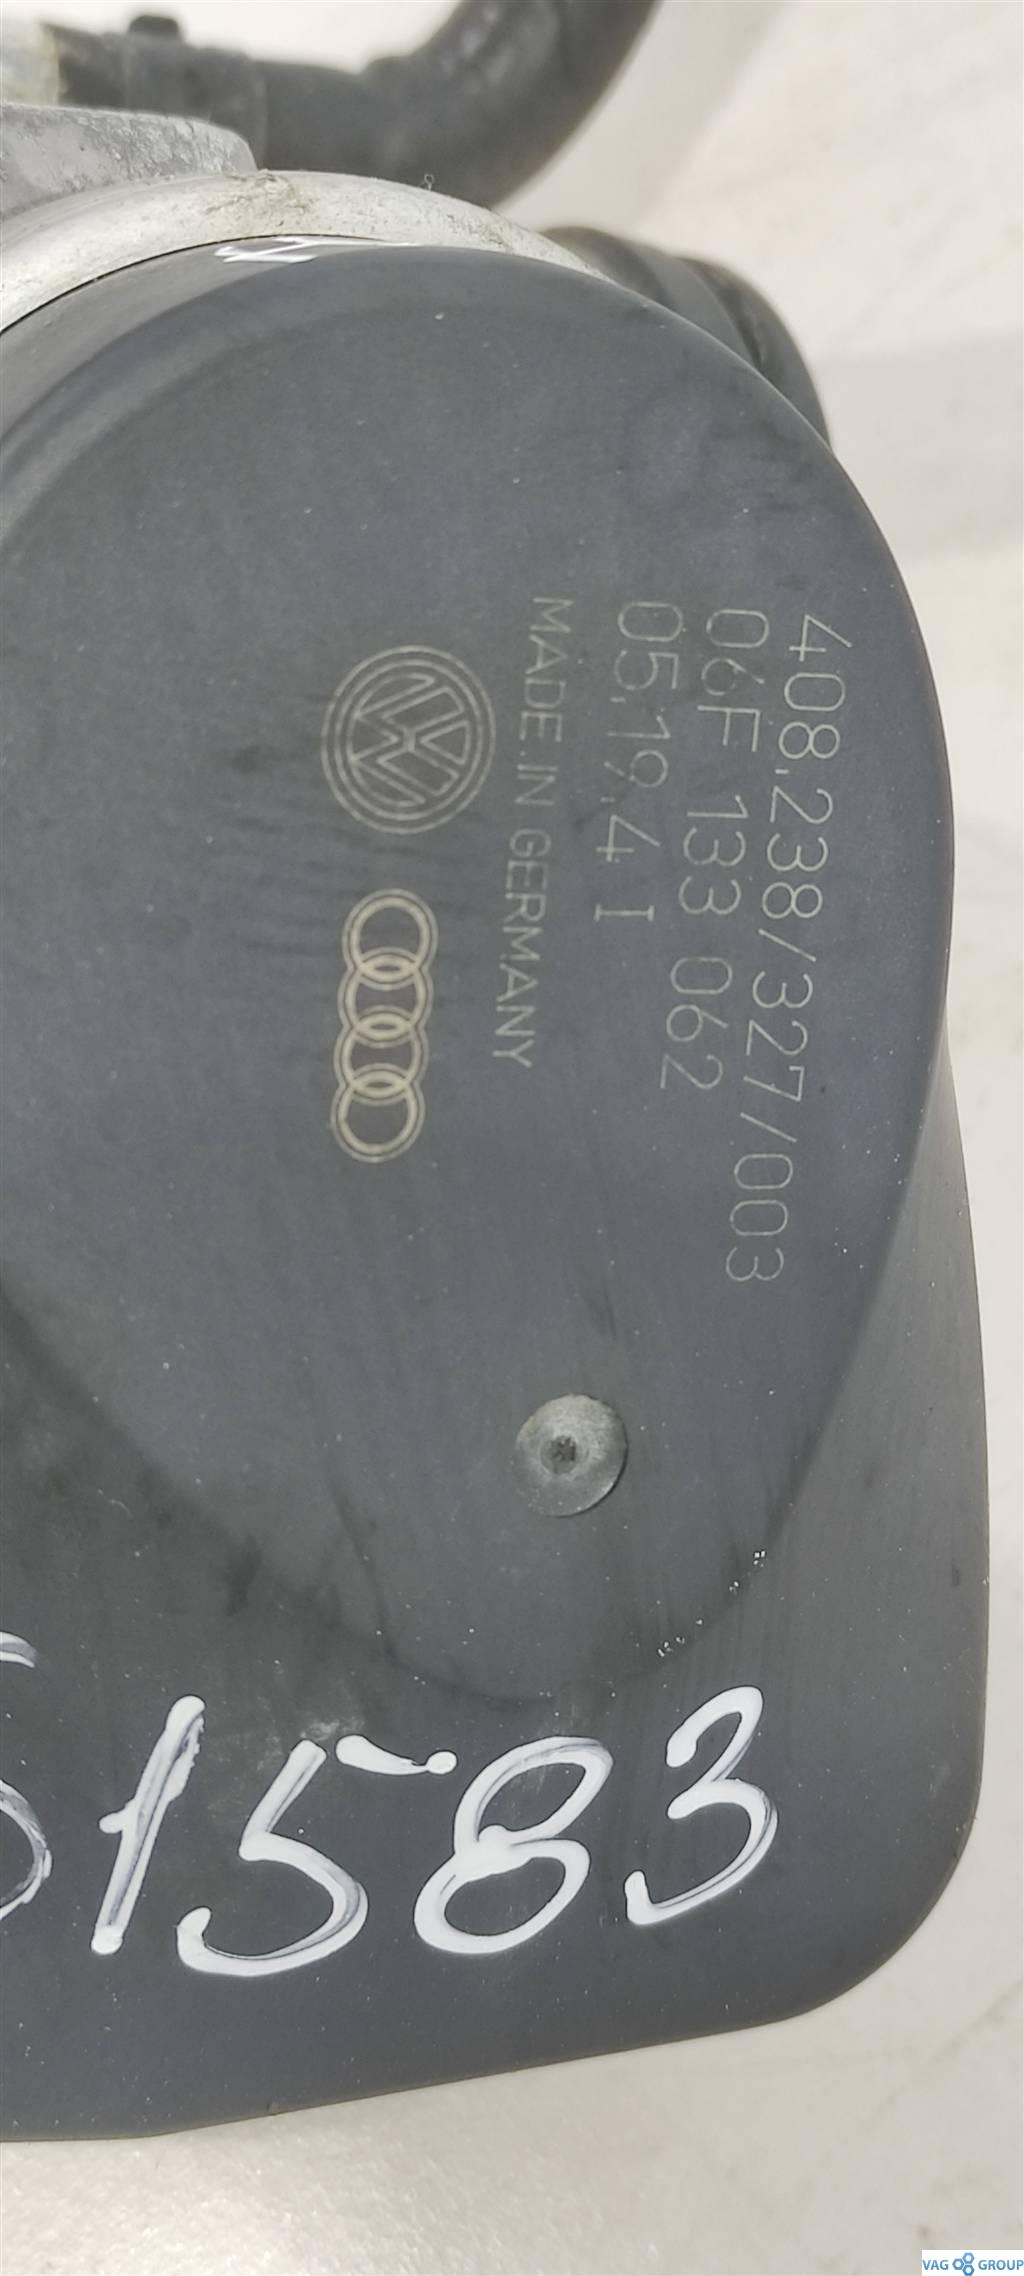 408.238/327/003
06F 133 062
05.19.4 I
MADE IN GERMANY
1583
VAG GROUP